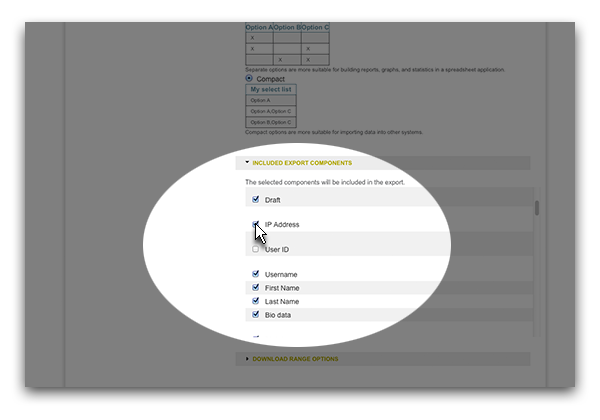 Option A Option B Option C
X
X X
X X
Separate options are more suitable for building reports, graphs, and statistics in a spreadsheet application.
Compact
My select list
Option A
Option A,Option C
Option B,Option C
Compact options are more suitable for importing data into other systems.
INCLUDED EXPORT COMPONENTS
The selected components will be included in the export.
Draft
IP Address
User ID
Username
First Name
Last Name
Bio data
DOWNLOAD RANGE OPTIONS